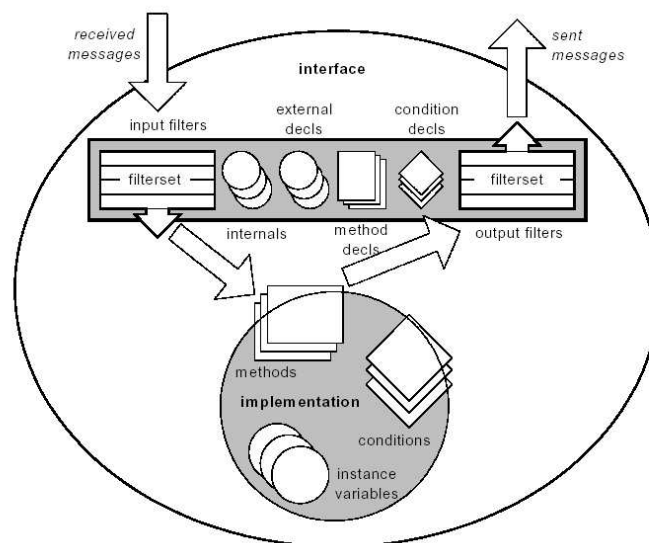 received
messages
sent
messages
interface
external
decls
condition
decls
input filters
filterset
filterset
internals
method
decls
output filters
methods
implementation
conditions
instance
variables